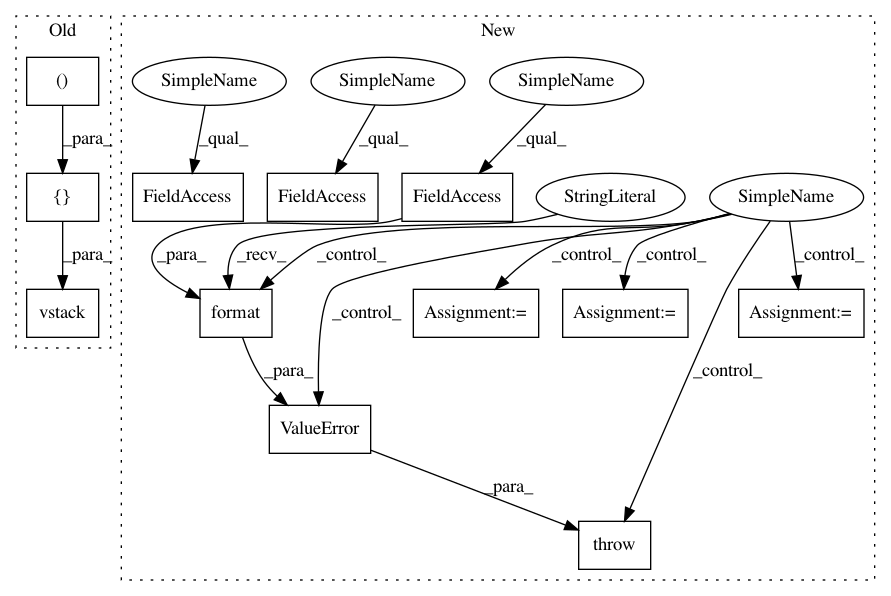 Old
New
()
SimpleName
SimpleName
SimpleName
_para_
_qual_
_qual_
_qual_
{}
FieldAccess
FieldAccess
FieldAccess
StringLiteral
SimpleName
_para_
_para_
_recv_
_control_
_control_
_control_
_control_
vstack
format
Assignment:=
Assignment:=
Assignment:=
_control_
_para_
_control_
ValueError
_para_
throw